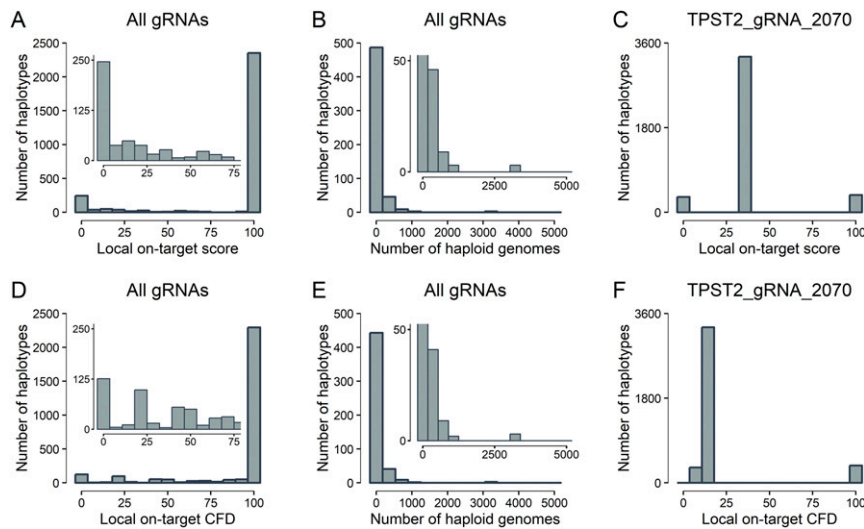 A
All gRNAs
Number of haplotypes
2500
2000
1500
1000
500
0
250
125
0
0 25 50 75
0 25 50 75 100
Local on-target score
B
All gRNAs
Number of haplotypes
500
400
300
200
100
0
50
0
0 2500 5000
0 1000 2000 3000 4000 5000
Number of haploid genomes
C
TPST2_gRNA_2070
Number of haplotypes
3600
1800
0
0 25 50 75 100
Local on-target score
D
All gRNAs
Number of haplotypes
2500
2000
1500
1000
500
0
250
125
0
0 25 50 75
0 25 50 75 100
Local on-target CFD
E
All gRNAs
Number of haplotypes
500
400
300
200
100
0
50
0
0 2500 5000
0 1000 2000 3000 4000 5000
Number of haploid genomes
F
TPST2_gRNA_2070
Number of haplotypes
3600
1800
0
0 25 50 75 100
Local on-target CFD